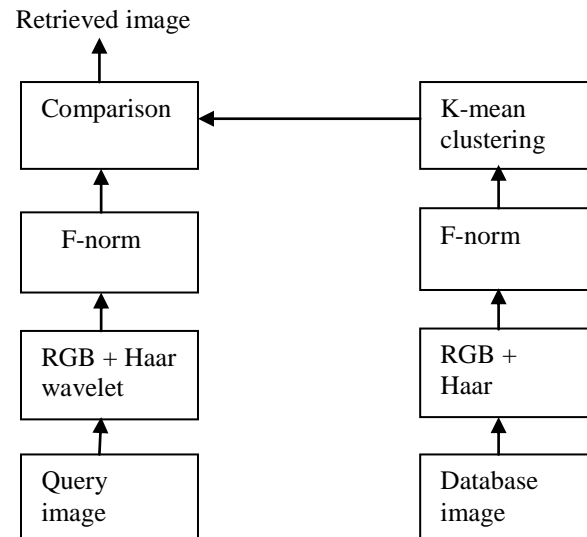 Retrieved image
Comparison
K-mean
clustering
F-norm
F-norm
RGB + Haar
wavelet
RGB +
Haar
Query
image
Database
image